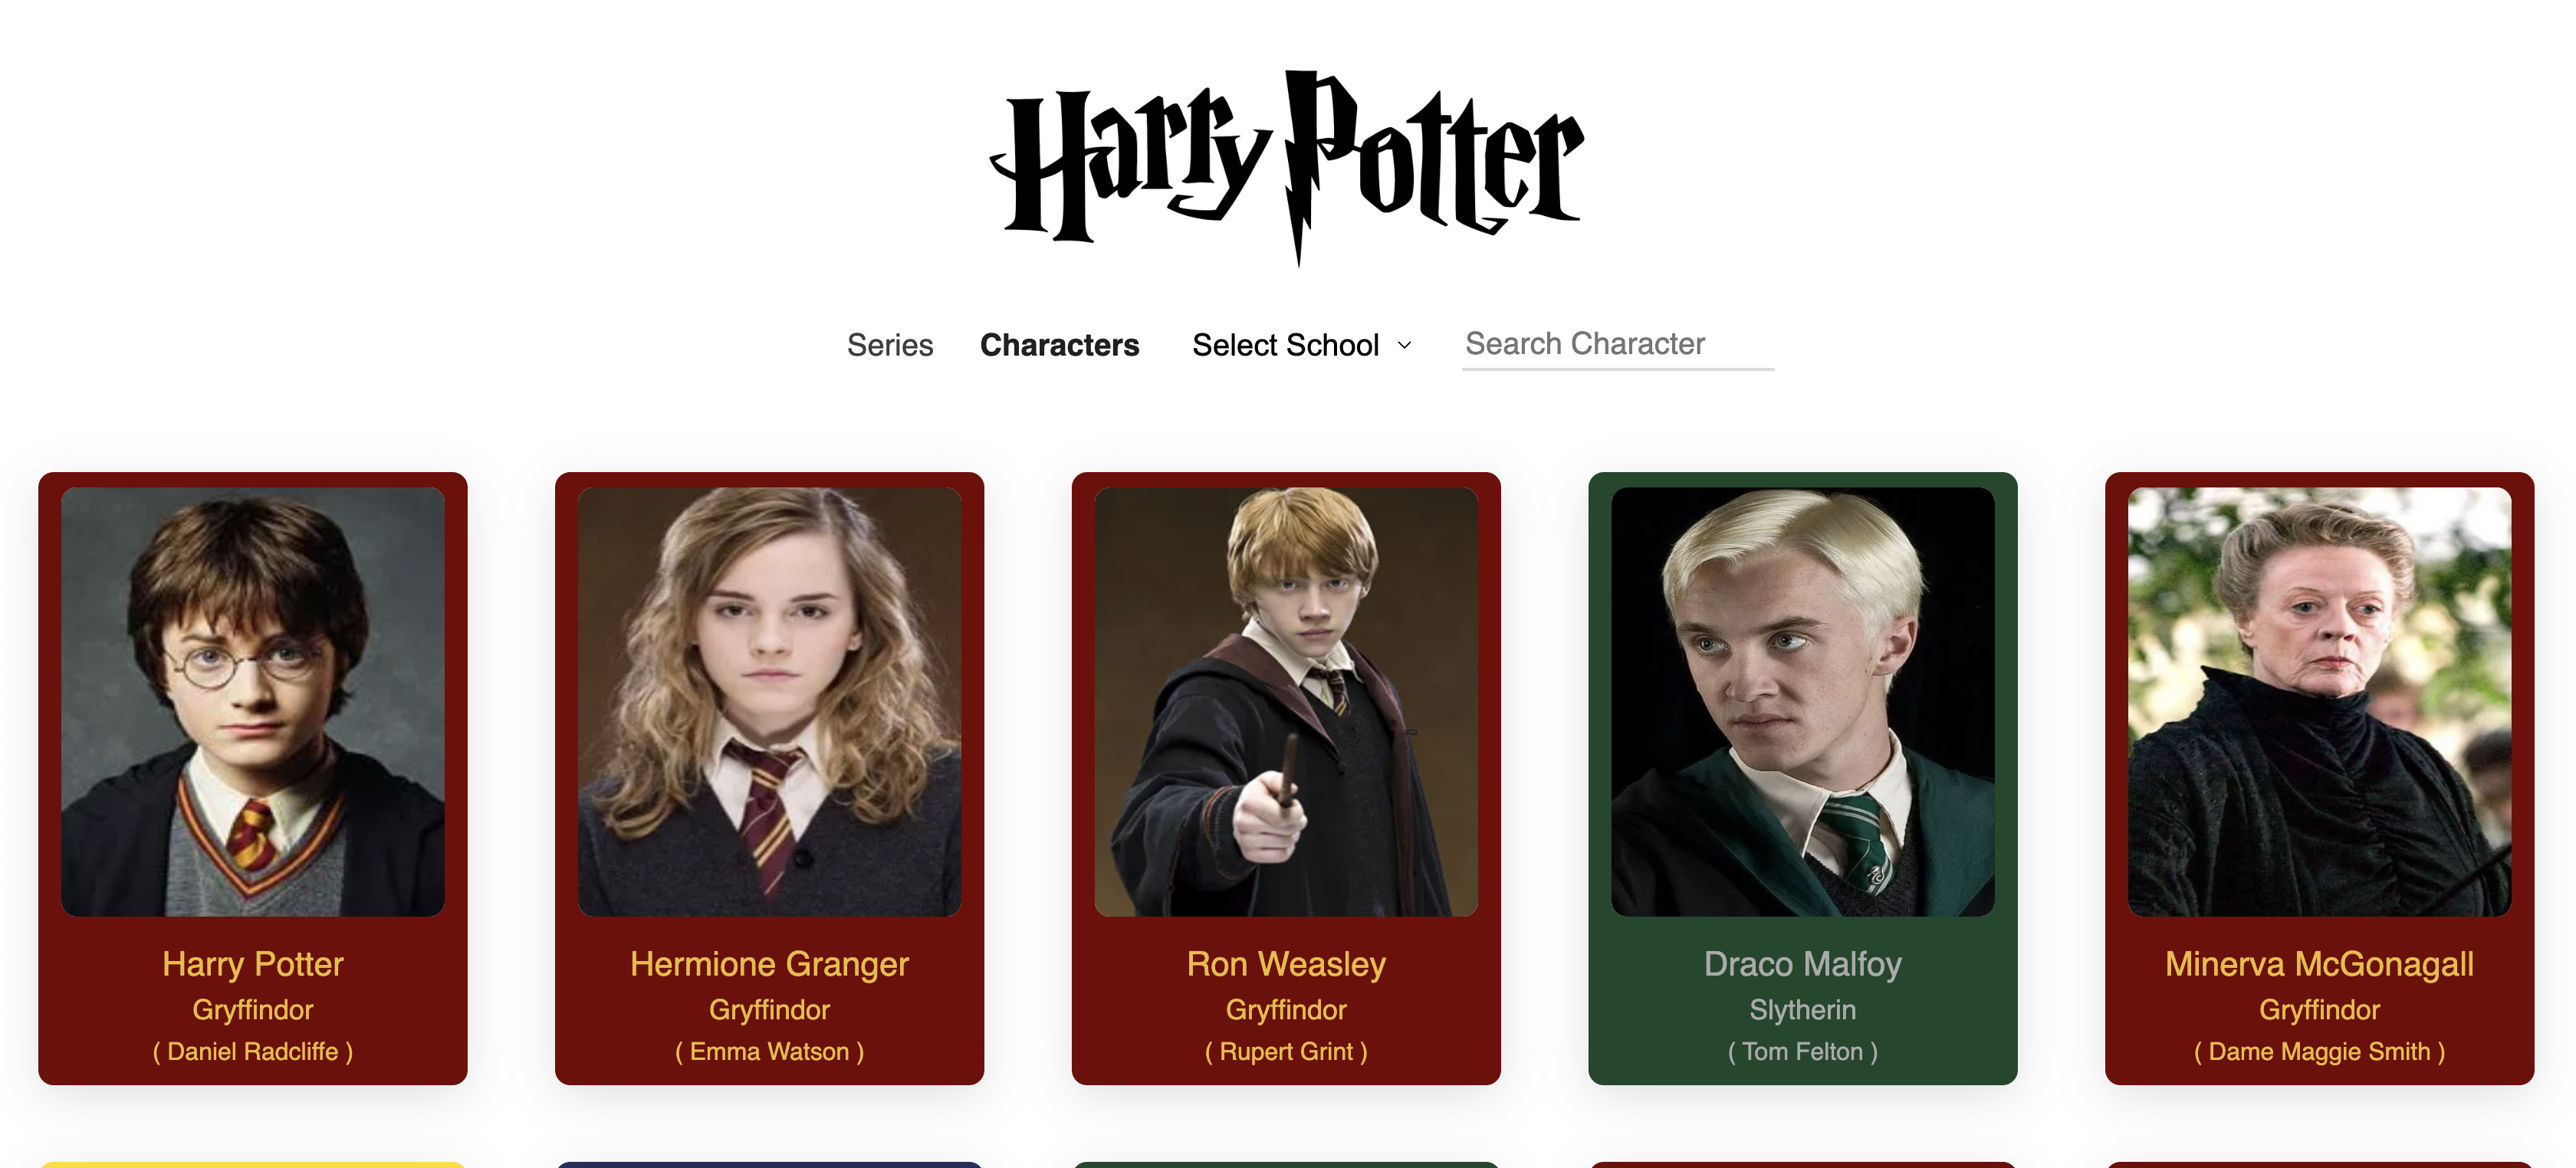 Harry Potter
Series Characters Select School Search Character
Harry Potter
Gryffindor
( Daniel Radcliffe )
Hermione Granger
Gryffindor
( Emma Watson )
Ron Weasley
Gryffindor
( Rupert Grint )
Draco Malfoy
Slytherin
( Tom Felton )
Minerva McGonagall
Gryffindor
( Dame Maggie Smith )